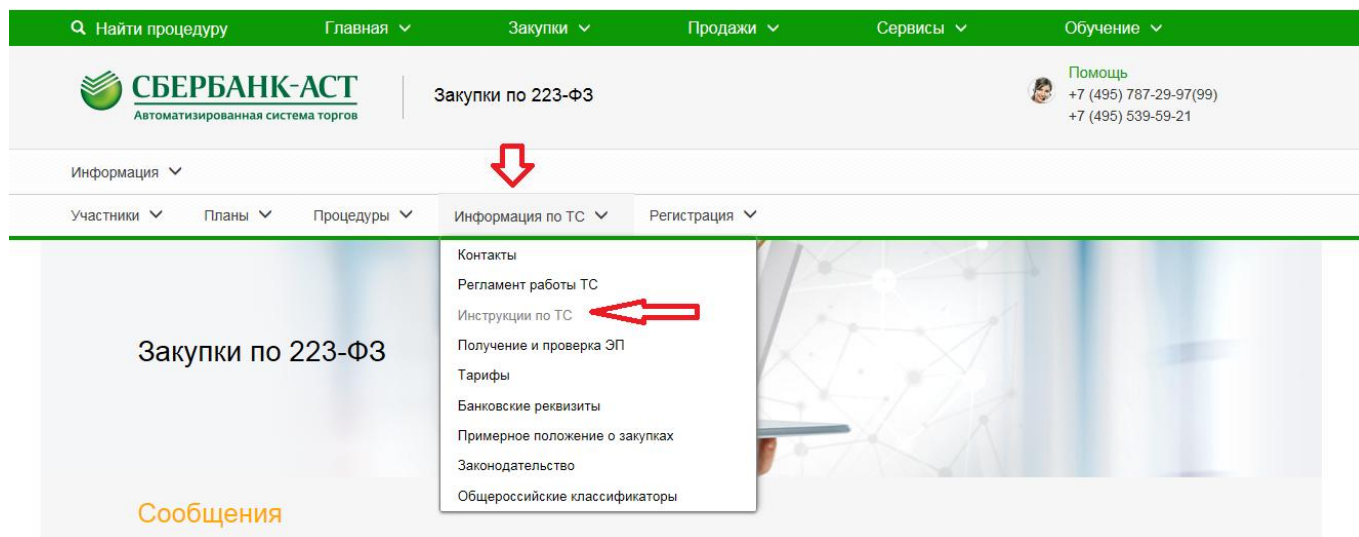 Найти процедуру Главная Закупки Продажи Сервисы Обучение
СБЕРБАНК-АСТ
Автоматизированная система торгов
Закупки по 223-ФЗ
Помощь
+7 (495) 787-29-97(99)
+7 (495) 539-59-21
Информация
Участники Планы Процедуры Информация по ТС Регистрация
Контакты
Регламент работы ТС
Инструкции по ТС
Получение и проверка ЭП
Тарифы
Банковские реквизиты
Примерное положение о закупках
Законодательство
Общероссийские классификаторы
Закупки по 223-ФЗ
Сообщения